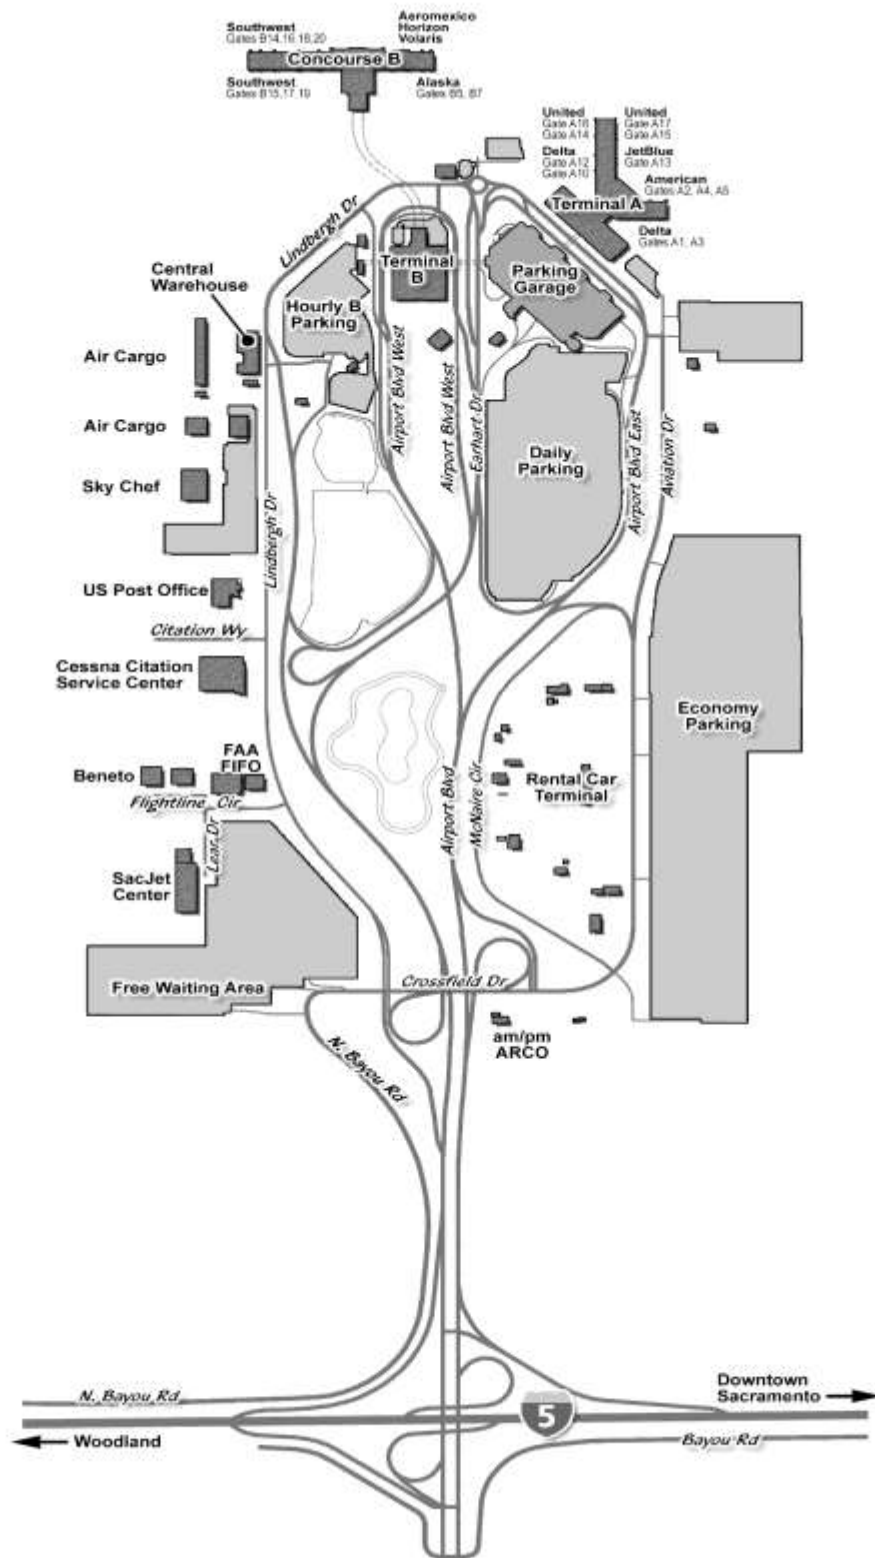 Southwest
Gates B14,16,18,20
Aeromexico
Horizon
Volaris
Concourse B
Southwest
Gates B15,17,19
Alaska
Gates B5, B7
United
Gate A16
Gate A14
United
Gate A17
Gate A15
Delta
Gate A12
Gate A10
JetBlue
Gate A13
American
Gates A2, A4, A5
Terminal A
Delta
Gates A1, A3
Lindbergh Dr
Terminal
B
Parking
Garage
Central
Warehouse
Hourly B
Parking
Air Cargo
Airport Blvd West
Airport Blvd West
Earhart Dr
Airport Blvd East
Aviation Dr
Air Cargo
Daily
Parking
Sky Chef
Lindbergh Dr
US Post Office
Citation Wy
Cessna Citation
Service Center
Economy
Parking
FAA
FIFO
Beneto
Flightline Cir
Airport Blvd
McNaire Cir
Rental Car
Terminal
Lear Dr
SacJet
Center
Free Waiting Area
Crossfield Dr
am/pm
ARCO
N. Bayou Rd
Downtown
Sacramento
N. Bayou Rd
5
Woodland
Bayou Rd